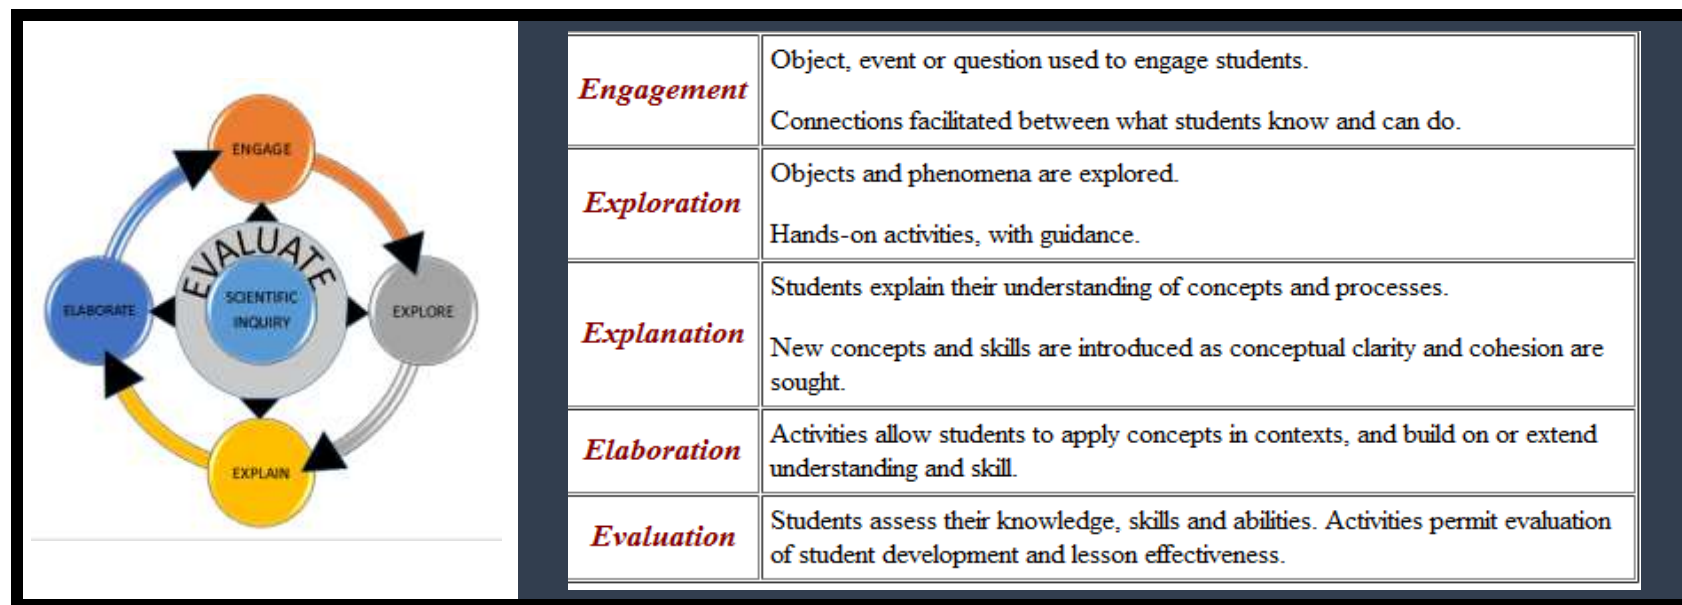 ENGAGE
EVALUATE
SCIENTIFIC
INQUIRY
ELABORATE
EXPLORE
EXPLAIN
Engagement
Object, event or question used to engage students.
Connections facilitated between what students know and can do.
Exploration
Objects and phenomena are explored.
Hands-on activities, with guidance.
Explanation
Students explain their understanding of concepts and processes.
New concepts and skills are introduced as conceptual clarity and cohesion are
sought.
Elaboration
Activities allow students to apply concepts in contexts, and build on or extend
understanding and skill.
Evaluation
Students assess their knowledge, skills and abilities. Activities permit evaluation
of student development and lesson effectiveness.